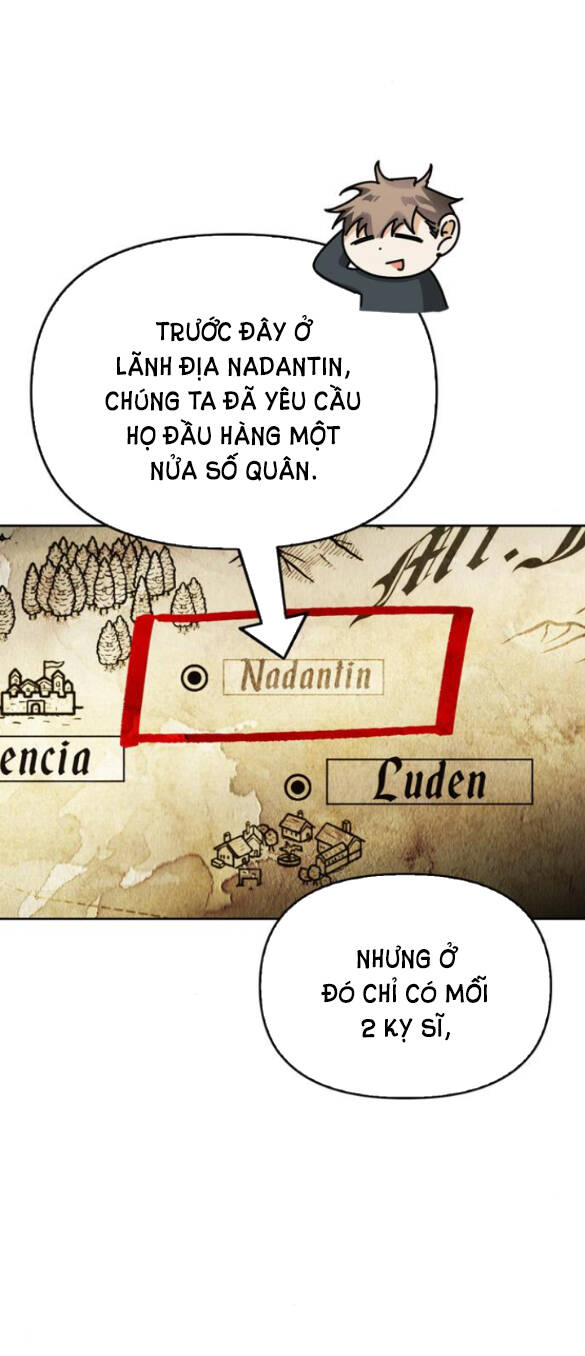 TRƯỚC ĐÂY Ở
LÃNH ĐỊA NADANTIN,
CHÚNG TA ĐÃ YÊU CẦU
HỌ ĐẦU HÀNG MỘT
NỬA SỐ QUÂN.
Mt.
Nadantin
encia
Luden
NHƯNG Ở
ĐÓ CHỈ CÓ MỖI
2 KỴ SĨ,